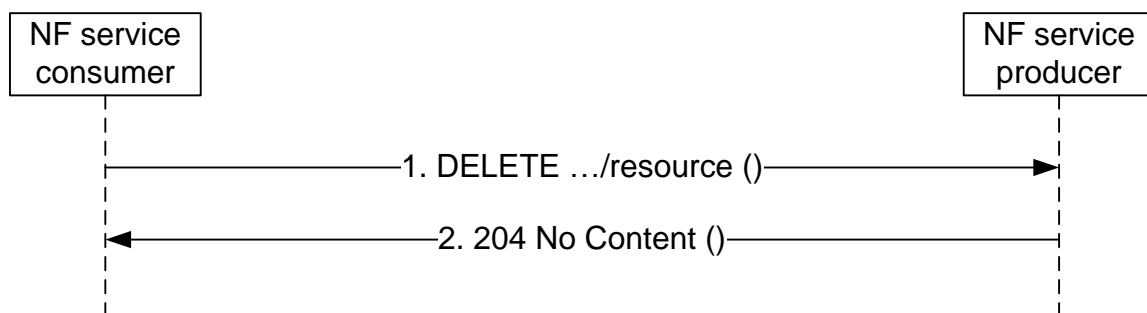 NF service
consumer
NF service
producer
1. DELETE …/resource ()
2. 204 No Content ()